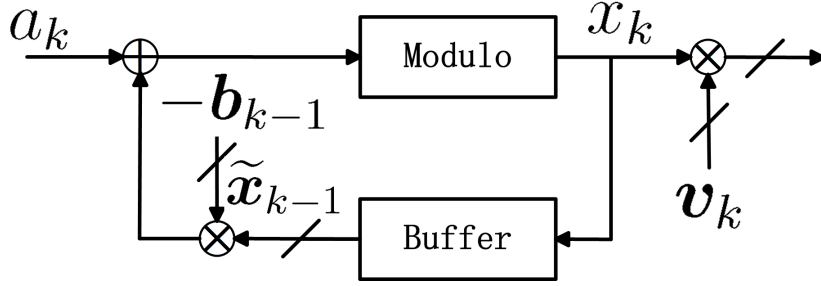 a_k Modulo x_k
-b_{k-1}
x̃_{k-1} Buffer v_k